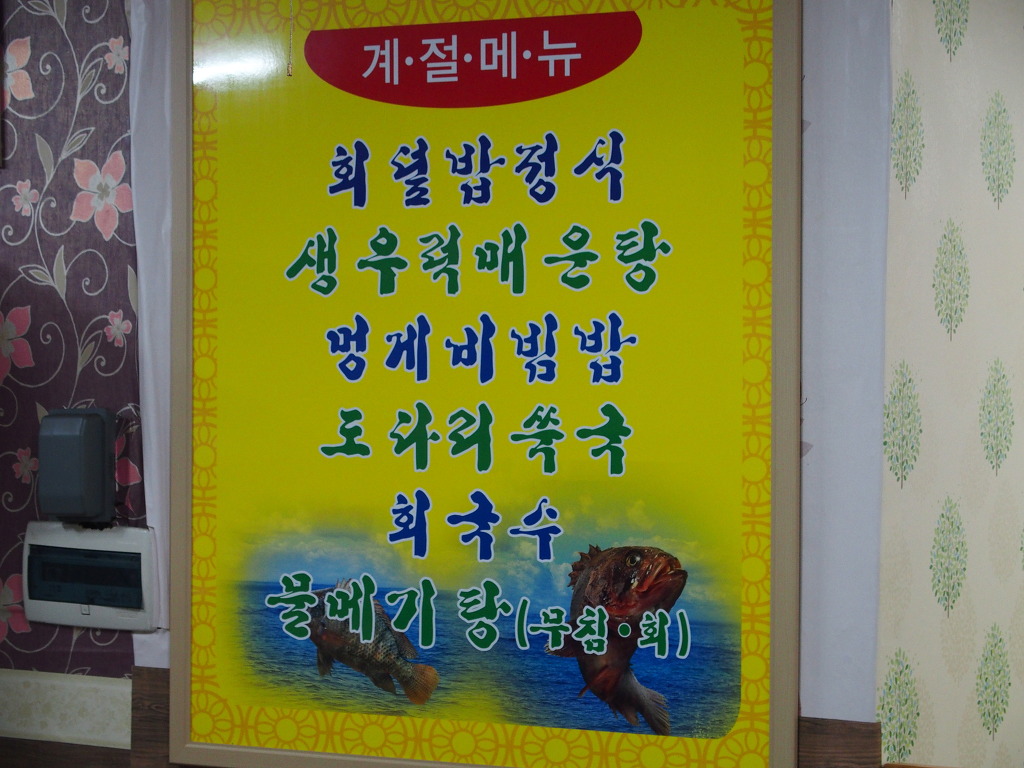 계·절·메·뉴
회덮밥정식
생우럭매운탕
멍게비빔밥
도다리쑥국
회국수
물메기탕(무침·회)